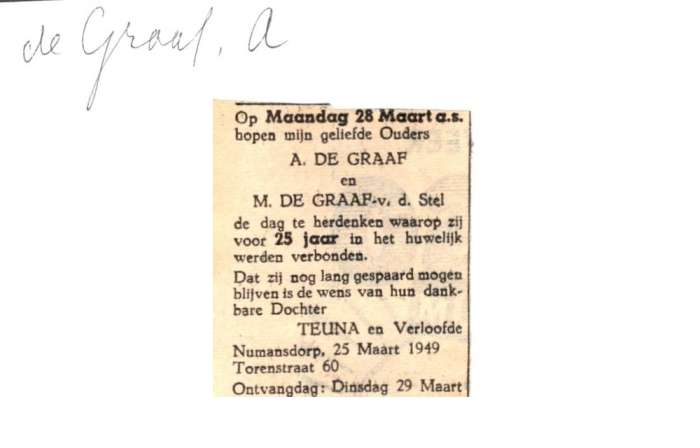 de Graaf, A
Op Maandag 28 Maart a.s.
hopen mijn geliefde Ouders
A. DE GRAAF
en
M. DE GRAAF-v. d. Stel
de dag te herdenken waarop zij
voor 25 jaar in het huwelijk
werden verbonden.
Dat zij nog lang gespaard mogen
blijven is de wens van hun dank-
bare Dochter
TEUNA en Verloofde
Numansdorp, 25 Maart 1949
Torenstraat 60
Ontvangdag: Dinsdag 29 Maart